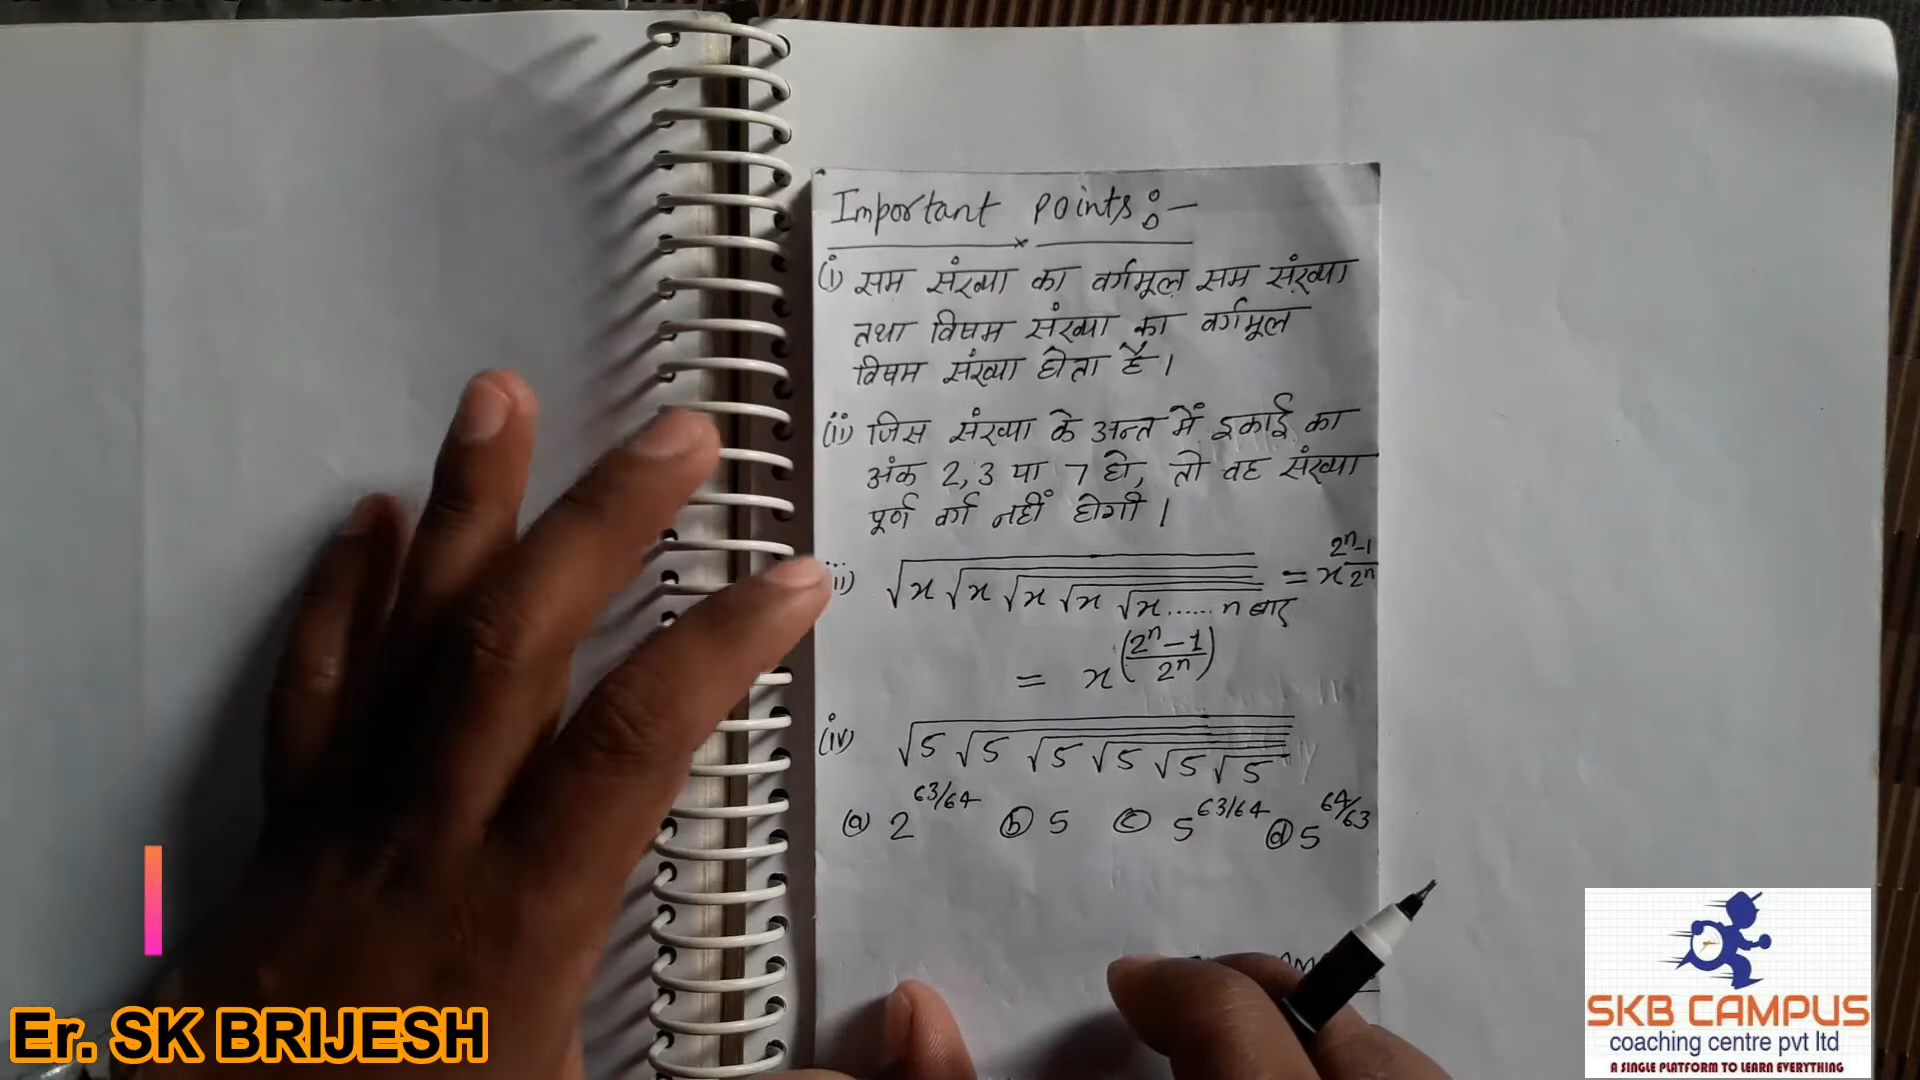 Important Points :-
(i) सम संख्या का वर्गमूल सम संख्या
तथा विषम संख्या का वर्गमूल
विषम संख्या होता है।
(ii) जिस संख्या के अन्त में इकाई का
अंक 2, 3 या 7 हो, तो वह संख्या
पूर्ण वर्ग नहीं होगी।
√x√x√x√x√x...... n बार = x^(2^n-1)/2^n
= x^((2^n-1)/2^n)
(iv) √5√5√5√5√5√5
(a) 2^63/64 (b) 5 (c) 5^63/64 (d) 5^64/63
Er. SK BRIJESH
SKB CAMPUS
coaching centre pvt ltd
A SINGLE PLATFORM TO LEARN EVERYTHING